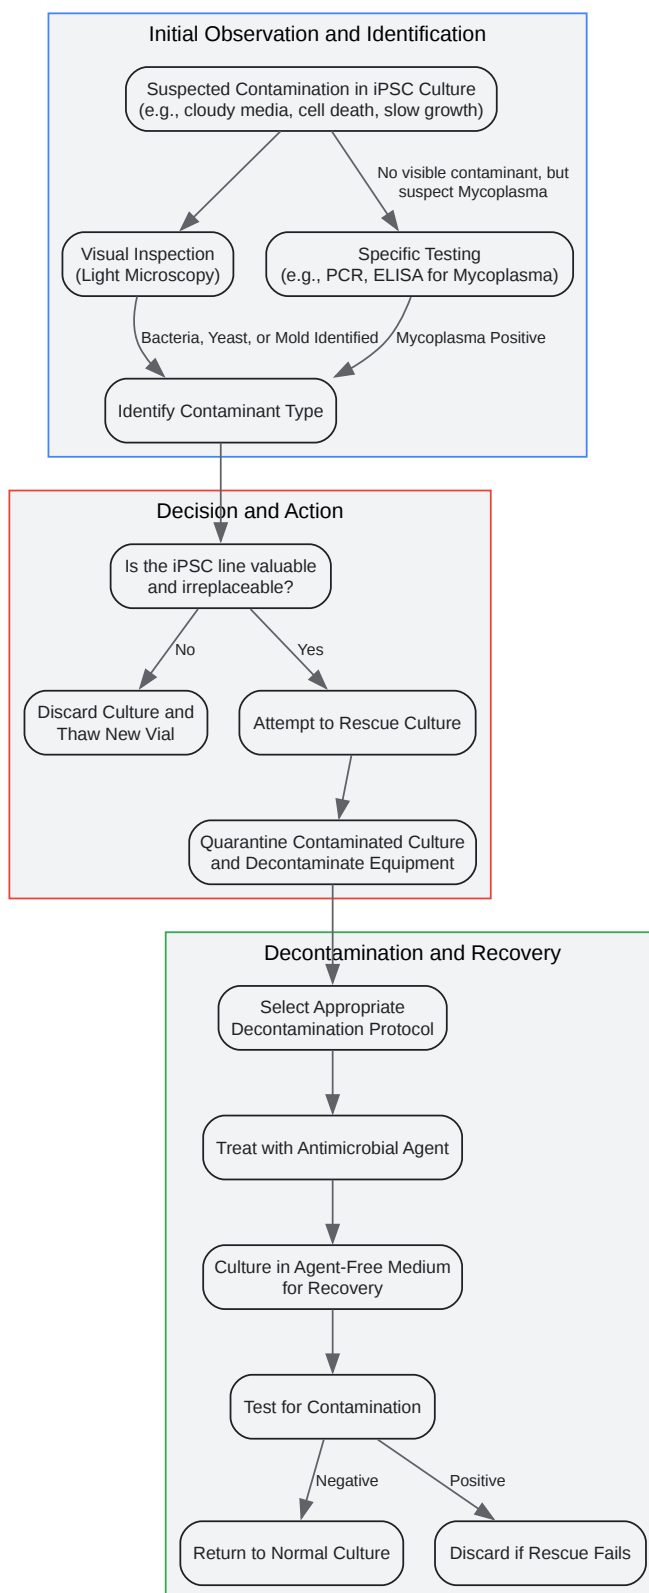 Initial Observation and Identification
Suspected Contamination in iPSC Culture
(e.g., cloudy media, cell death, slow growth)
No visible contaminant, but
suspect Mycoplasma
Visual Inspection
(Light Microscopy)
Specific Testing
(e.g., PCR, ELISA for Mycoplasma)
Bacteria, Yeast, or Mold Identified
Mycoplasma Positive
Identify Contaminant Type
Decision and Action
Is the iPSC line valuable
and irreplaceable?
No
Yes
Discard Culture and
Thaw New Vial
Attempt to Rescue Culture
Quarantine Contaminated Culture
and Decontaminate Equipment
Decontamination and Recovery
Select Appropriate
Decontamination Protocol
Treat with Antimicrobial Agent
Culture in Agent-Free Medium
for Recovery
Test for Contamination
Negative
Positive
Return to Normal Culture
Discard if Rescue Fails